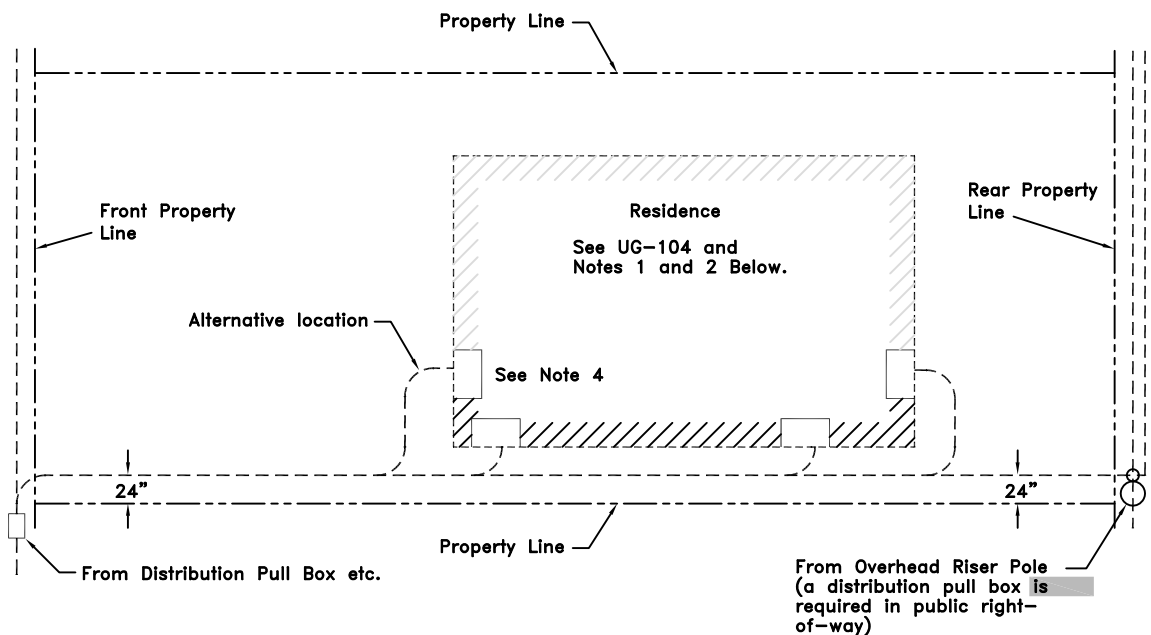 Property Line
Front Property
Line
Residence
See UG-104 and
Notes 1 and 2 Below.
Rear Property
Line
Alternative location
See Note 4
24"
24"
Property Line
From Distribution Pull Box etc.
From Overhead Riser Pole
(a distribution pull box is
required in public right-
of-way)